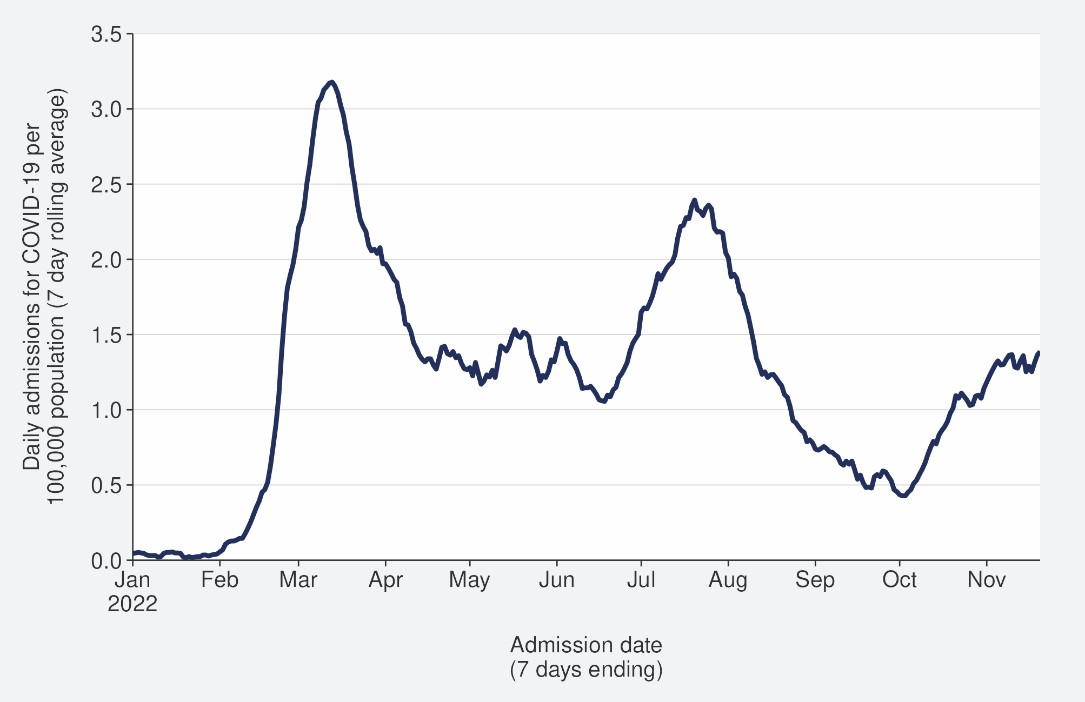 Daily admissions for COVID-19 per
100,000 population (7 day rolling average)
3.5
3.0
2.5
2.0
1.5
1.0
0.5
0.0
Jan Feb Mar Apr May Jun Jul Aug Sep Oct Nov
2022
Admission date
(7 days ending)